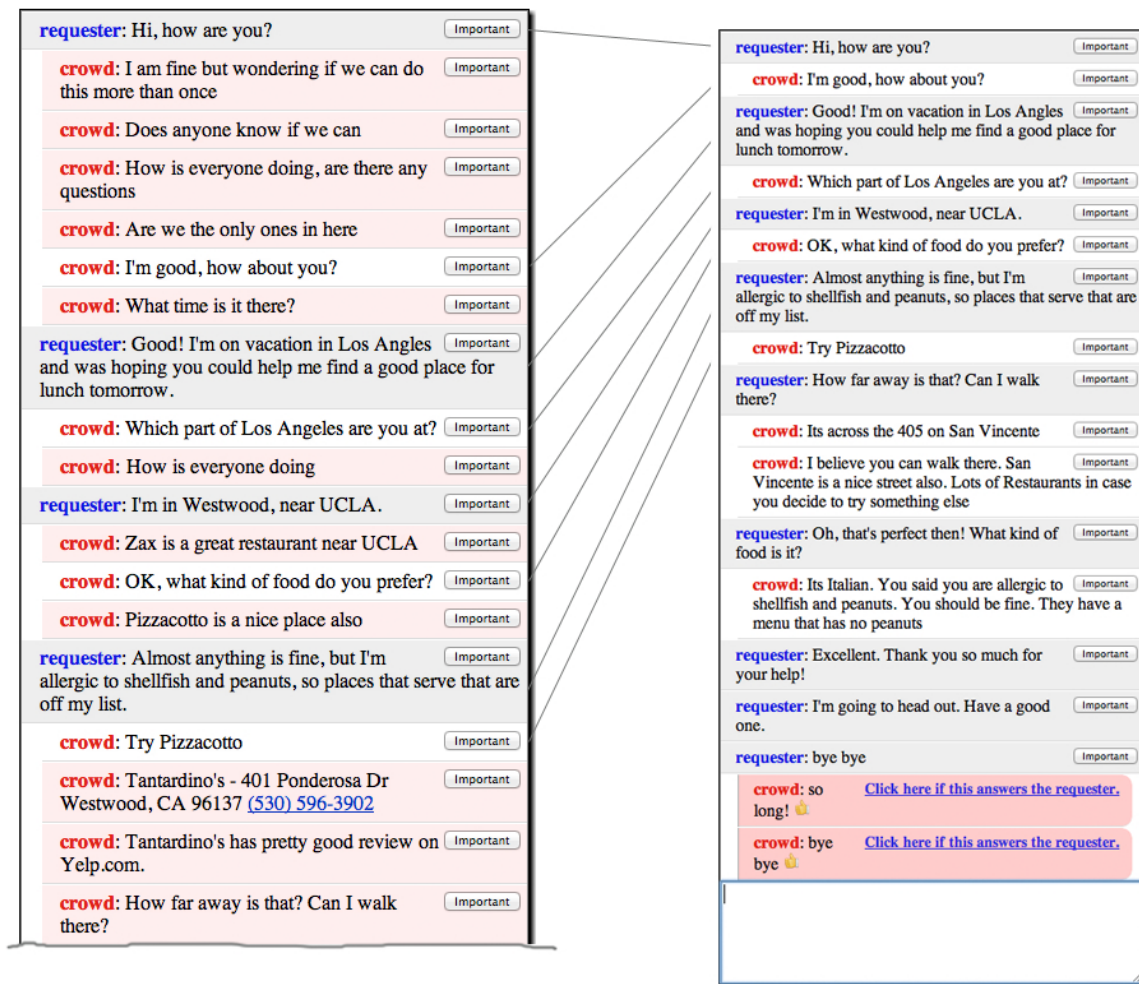 requester: Hi, how are you? Important
crowd: I am fine but wondering if we can do Important
this more than once
crowd: Does anyone know if we can Important
crowd: How is everyone doing, are there any Important
questions
crowd: Are we the only ones in here Important
crowd: I'm good, how about you? Important
crowd: What time is it there? Important
requester: Good! I'm on vacation in Los Angles Important
and was hoping you could help me find a good place for
lunch tomorrow.
crowd: Which part of Los Angeles are you at? Important
crowd: How is everyone doing Important
requester: I'm in Westwood, near UCLA. Important
crowd: Zax is a great restaurant near UCLA Important
crowd: OK, what kind of food do you prefer? Important
crowd: Pizzacotto is a nice place also Important
requester: Almost anything is fine, but I'm Important
allergic to shellfish and peanuts, so places that serve that are
off my list.
crowd: Try Pizzacotto Important
crowd: Tantardino's - 401 Ponderosa Dr Important
Westwood, CA 96137 (530) 596-3902
crowd: Tantardino's has pretty good review on Important
Yelp.com.
crowd: How far away is that? Can I walk Important
there?
requester: Hi, how are you? Important
crowd: I'm good, how about you? Important
requester: Good! I'm on vacation in Los Angles Important
and was hoping you could help me find a good place for
lunch tomorrow.
crowd: Which part of Los Angeles are you at? Important
requester: I'm in Westwood, near UCLA. Important
crowd: OK, what kind of food do you prefer? Important
requester: Almost anything is fine, but I'm Important
allergic to shellfish and peanuts, so places that serve that are
off my list.
crowd: Try Pizzacotto Important
requester: How far away is that? Can I walk Important
there?
crowd: Its across the 405 on San Vincente Important
crowd: I believe you can walk there. San Important
Vincente is a nice street also. Lots of Restaurants in case
you decide to try something else
requester: Oh, that's perfect then! What kind of Important
food is it?
crowd: Its Italian. You said you are allergic to Important
shellfish and peanuts. You should be fine. They have a
menu that has no peanuts
requester: Excellent. Thank you so much for Important
your help!
requester: I'm going to head out. Have a good Important
one.
requester: bye bye Important
crowd: so Click here if this answers the requester.
long!
crowd: bye Click here if this answers the requester.
bye